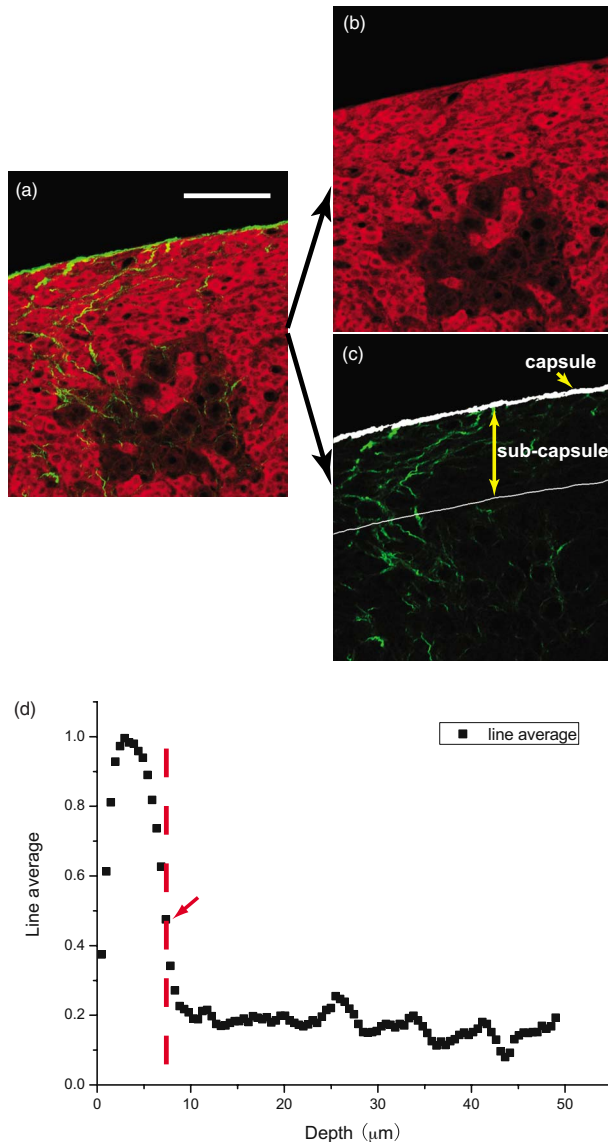 (a)
(b)
(c)
capsule
sub-capsule
(d)
line average
Line average
1.0
0.8
0.6
0.4
0.2
0.0
0 10 20 30 40 50
Depth (μm)